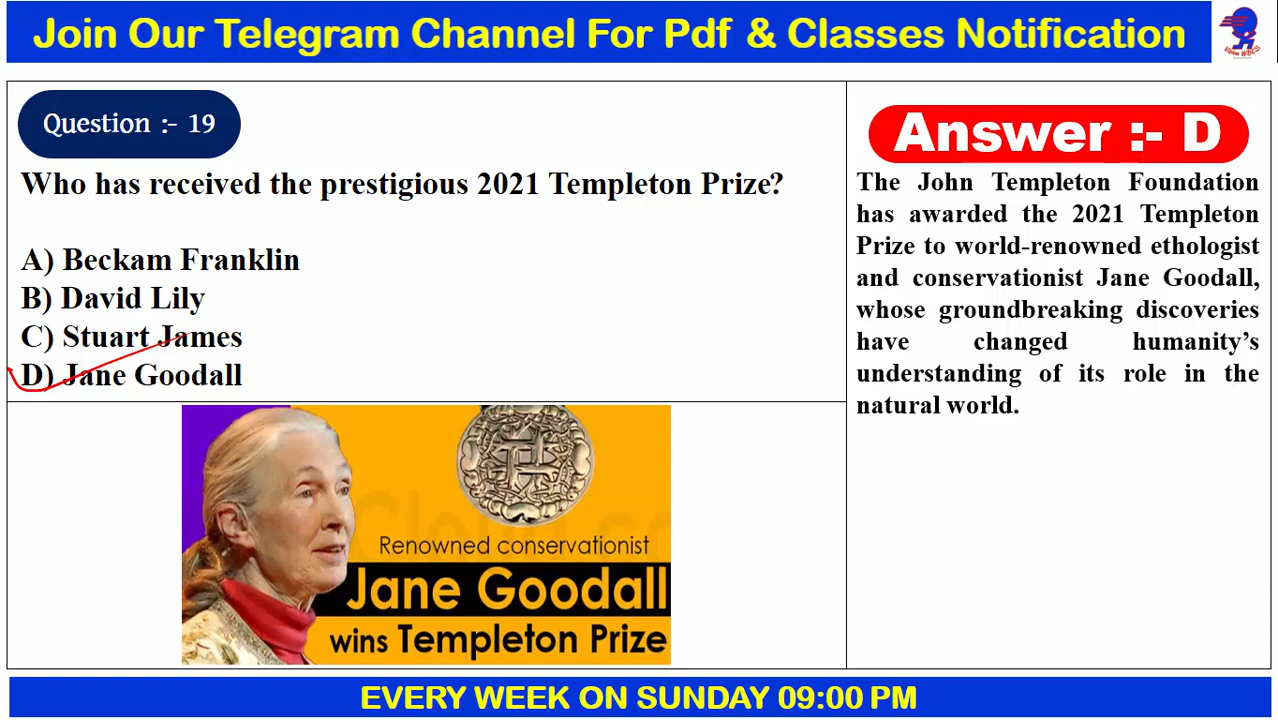 Join Our Telegram Channel For Pdf & Classes Notification
Question :- 19
Who has received the prestigious 2021 Templeton Prize?
A) Beckam Franklin
B) David Lily
C) Stuart James
D) Jane Goodall
Answer :- D
The John Templeton Foundation
has awarded the 2021 Templeton
Prize to world-renowned ethologist
and conservationist Jane Goodall,
whose groundbreaking discoveries
have changed humanity’s
understanding of its role in the
natural world.
Renowned conservationist
Jane Goodall
wins Templeton Prize
EVERY WEEK ON SUNDAY 09:00 PM